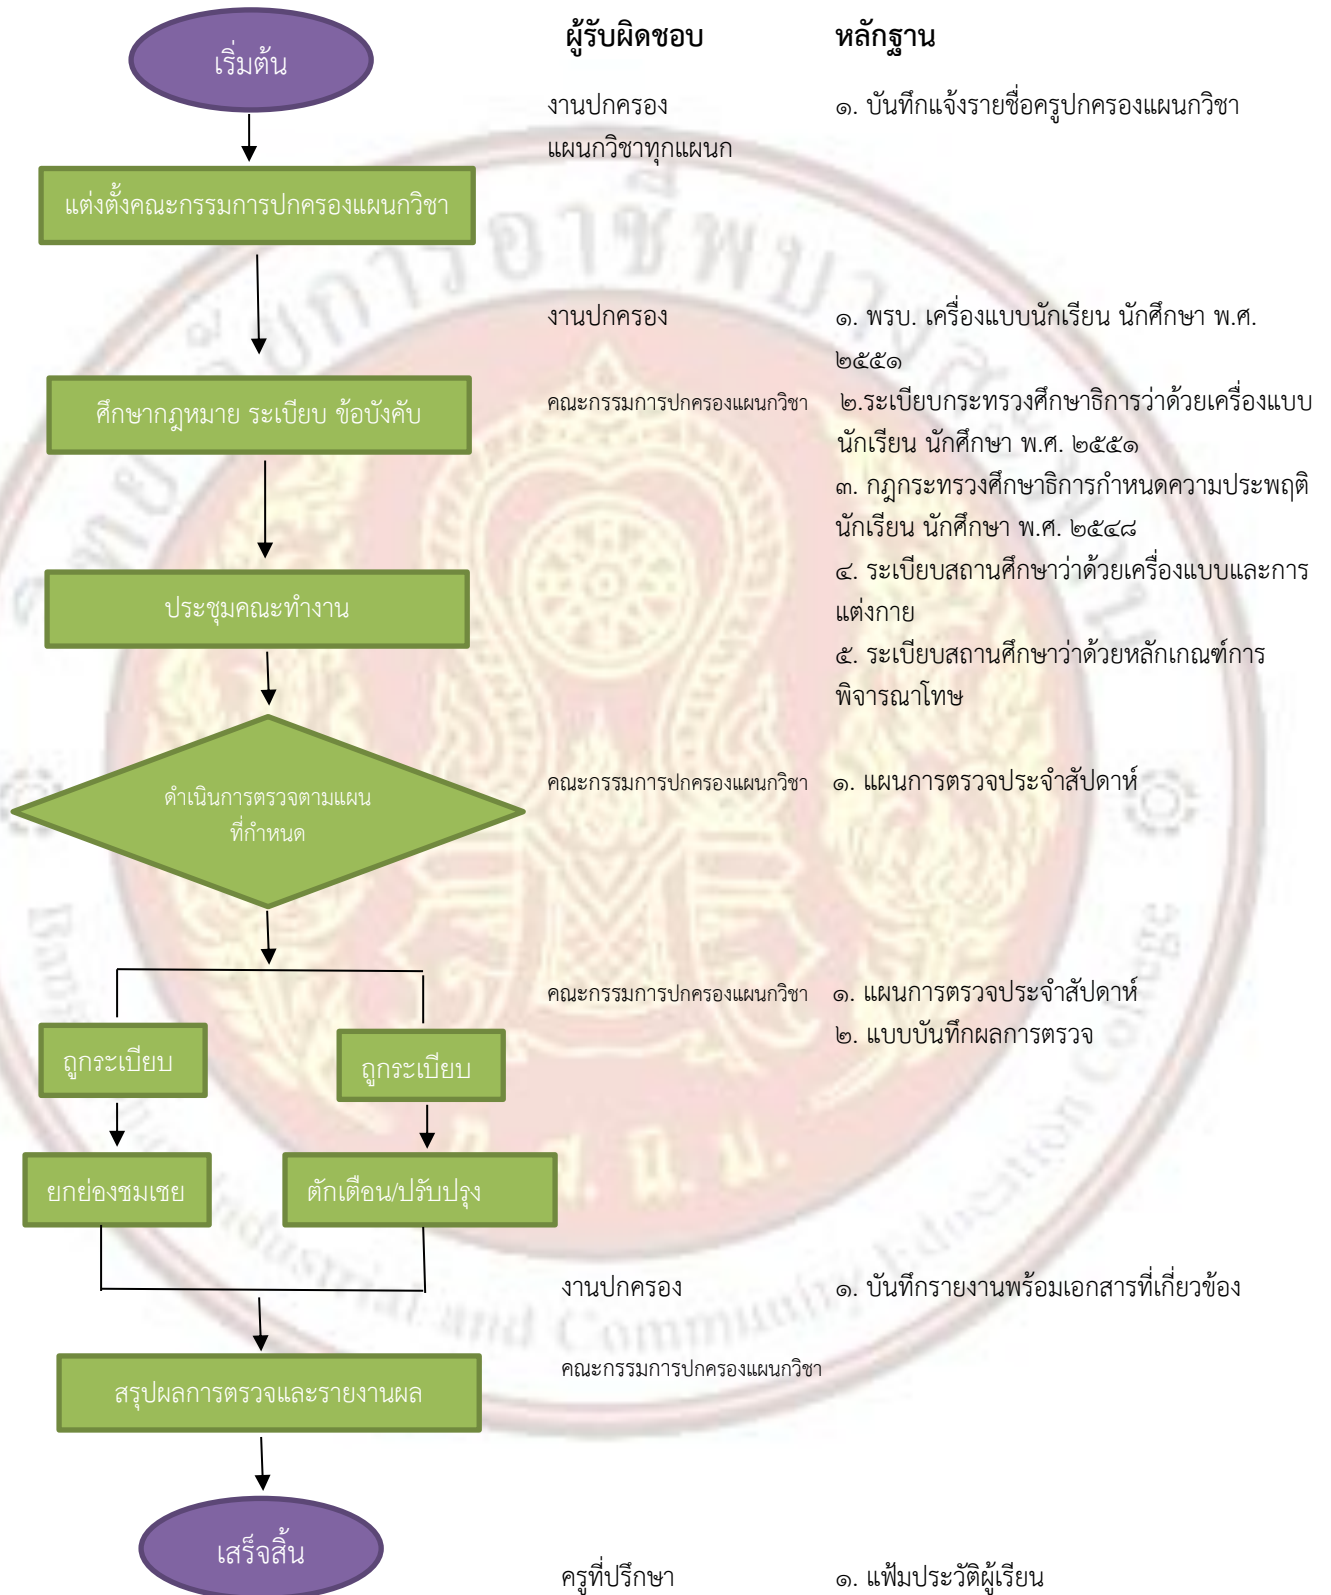 เริ่มต้น
ผู้รับผิดชอบ
หลักฐาน
งานปกครอง
แผนกวิชาทุกแผนก
๑. บันทึกแจ้งรายชื่อครูปกครองแผนกวิชา
แต่งตั้งคณะกรรมการปกครองแผนกวิชา
งานปกครอง
คณะกรรมการปกครองแผนกวิชา
๑. พรบ. เครื่องแบบนักเรียน นักศึกษา พ.ศ.
๒๕๕๑
๒.ระเบียบกระทรวงศึกษาธิการว่าด้วยเครื่องแบบ
นักเรียน นักศึกษา พ.ศ. ๒๕๕๑
๓. กฎกระทรวงศึกษาธิการกำหนดความประพฤติ
นักเรียน นักศึกษา พ.ศ. ๒๕๔๘
๔. ระเบียบสถานศึกษาว่าด้วยเครื่องแบบและการ
แต่งกาย
๕. ระเบียบสถานศึกษาว่าด้วยหลักเกณฑ์การ
พิจารณาโทษ
ศึกษากฎหมาย ระเบียบ ข้อบังคับ
ประชุมคณะทำงาน
ดำเนินการตรวจตามแผน
ที่กำหนด
คณะกรรมการปกครองแผนกวิชา
๑. แผนการตรวจประจำสัปดาห์
คณะกรรมการปกครองแผนกวิชา
๑. แผนการตรวจประจำสัปดาห์
๒. แบบบันทึกผลการตรวจ
ถูกระเบียบ
ถูกระเบียบ
ยกย่องชมเชย
ตักเตือน/ปรับปรุง
งานปกครอง
๑. บันทึกรายงานพร้อมเอกสารที่เกี่ยวข้อง
คณะกรรมการปกครองแผนกวิชา
สรุปผลการตรวจและรายงานผล
เสร็จสิ้น
ครูที่ปรึกษา
๑. แฟ้มประวัติผู้เรียน